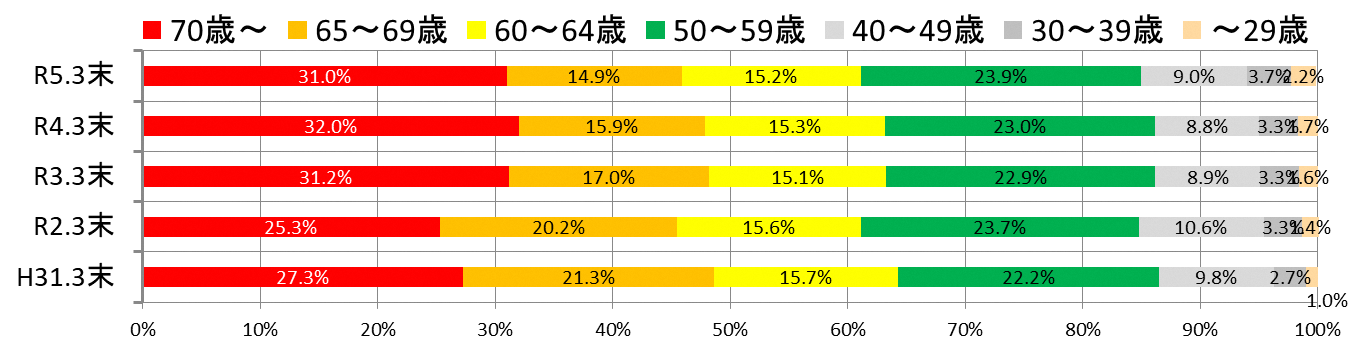 70歳～ 65～69歳 60～64歳 50～59歳 40～49歳 30～39歳 ～29歳
R5.3末 31.0% 14.9% 15.2% 23.9% 9.0% 3.7% 2.2%
R4.3末 32.0% 15.9% 15.3% 23.0% 8.8% 3.3% 1.7%
R3.3末 31.2% 17.0% 15.1% 22.9% 8.9% 3.3% 1.6%
R2.3末 25.3% 20.2% 15.6% 23.7% 10.6% 3.3% 1.4%
H31.3末 27.3% 21.3% 15.7% 22.2% 9.8% 2.7%
1.0%
0% 10% 20% 30% 40% 50% 60% 70% 80% 90% 100%